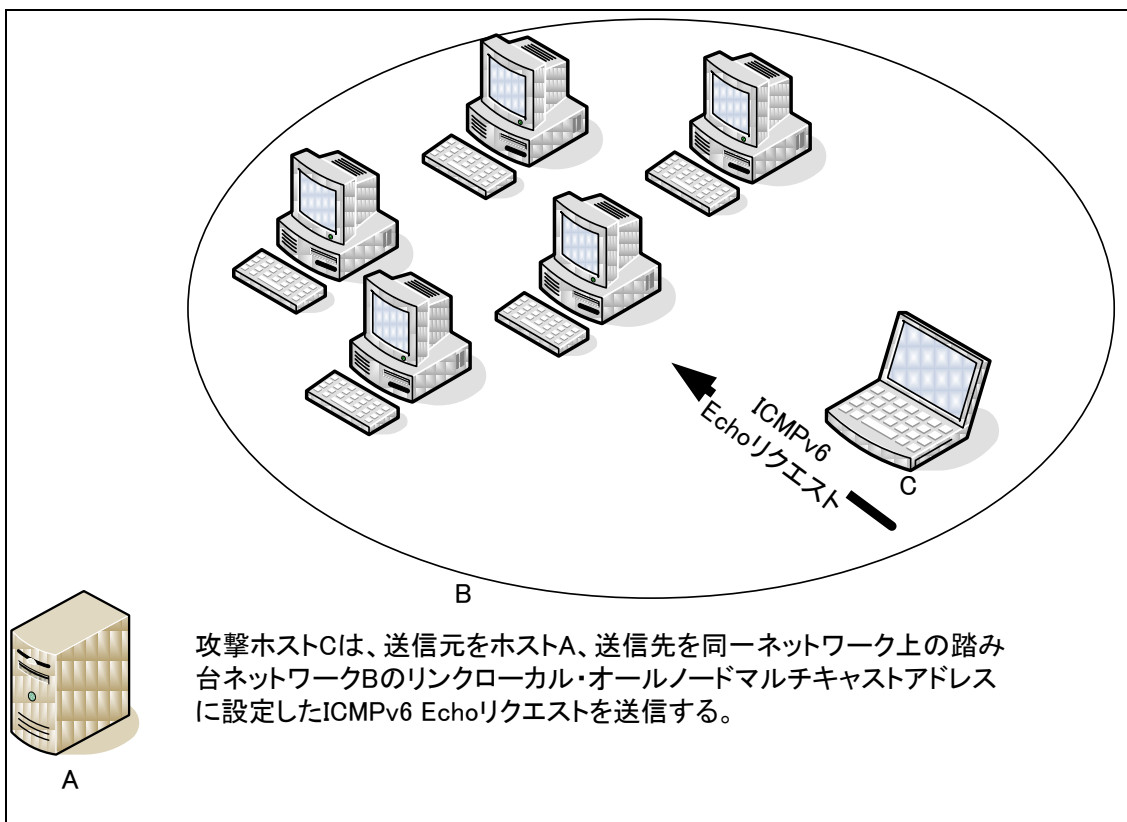 ICMPv6
Echoリクエスト
C
B
攻撃ホストCは、送信元をホストA、送信先を同一ネットワーク上の踏み
台ネットワークBのリンクローカル・オールノードマルチキャストアドレス
に設定したICMPv6 Echoリクエストを送信する。
A